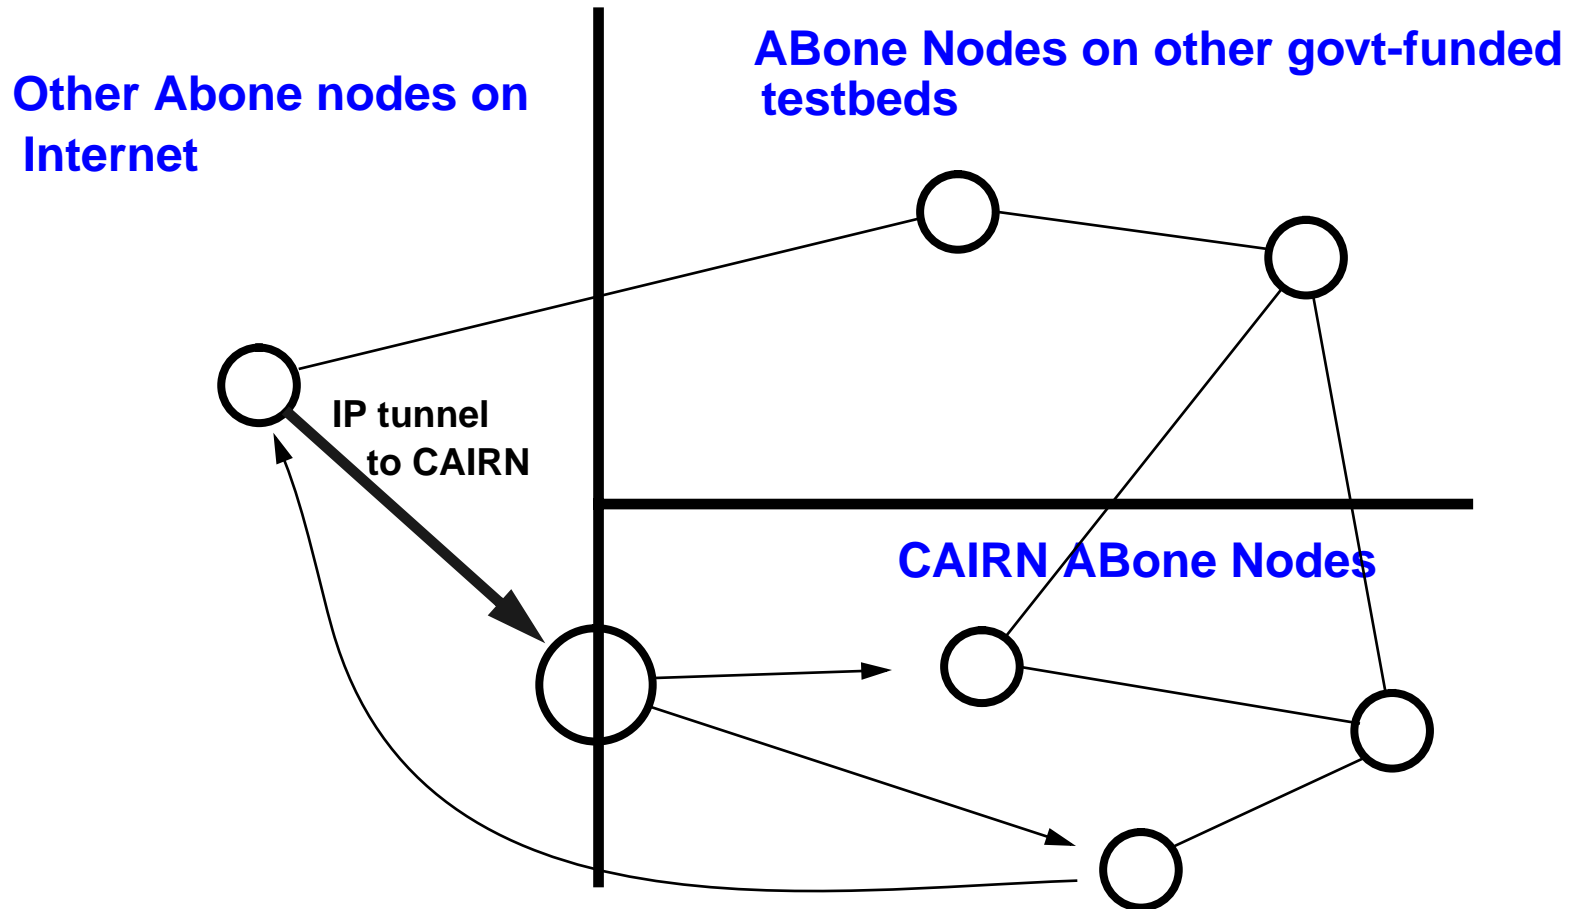 Other Abone nodes on
Internet
ABone Nodes on other govt-funded
testbeds
IP tunnel
to CAIRN
CAIRN ABone Nodes